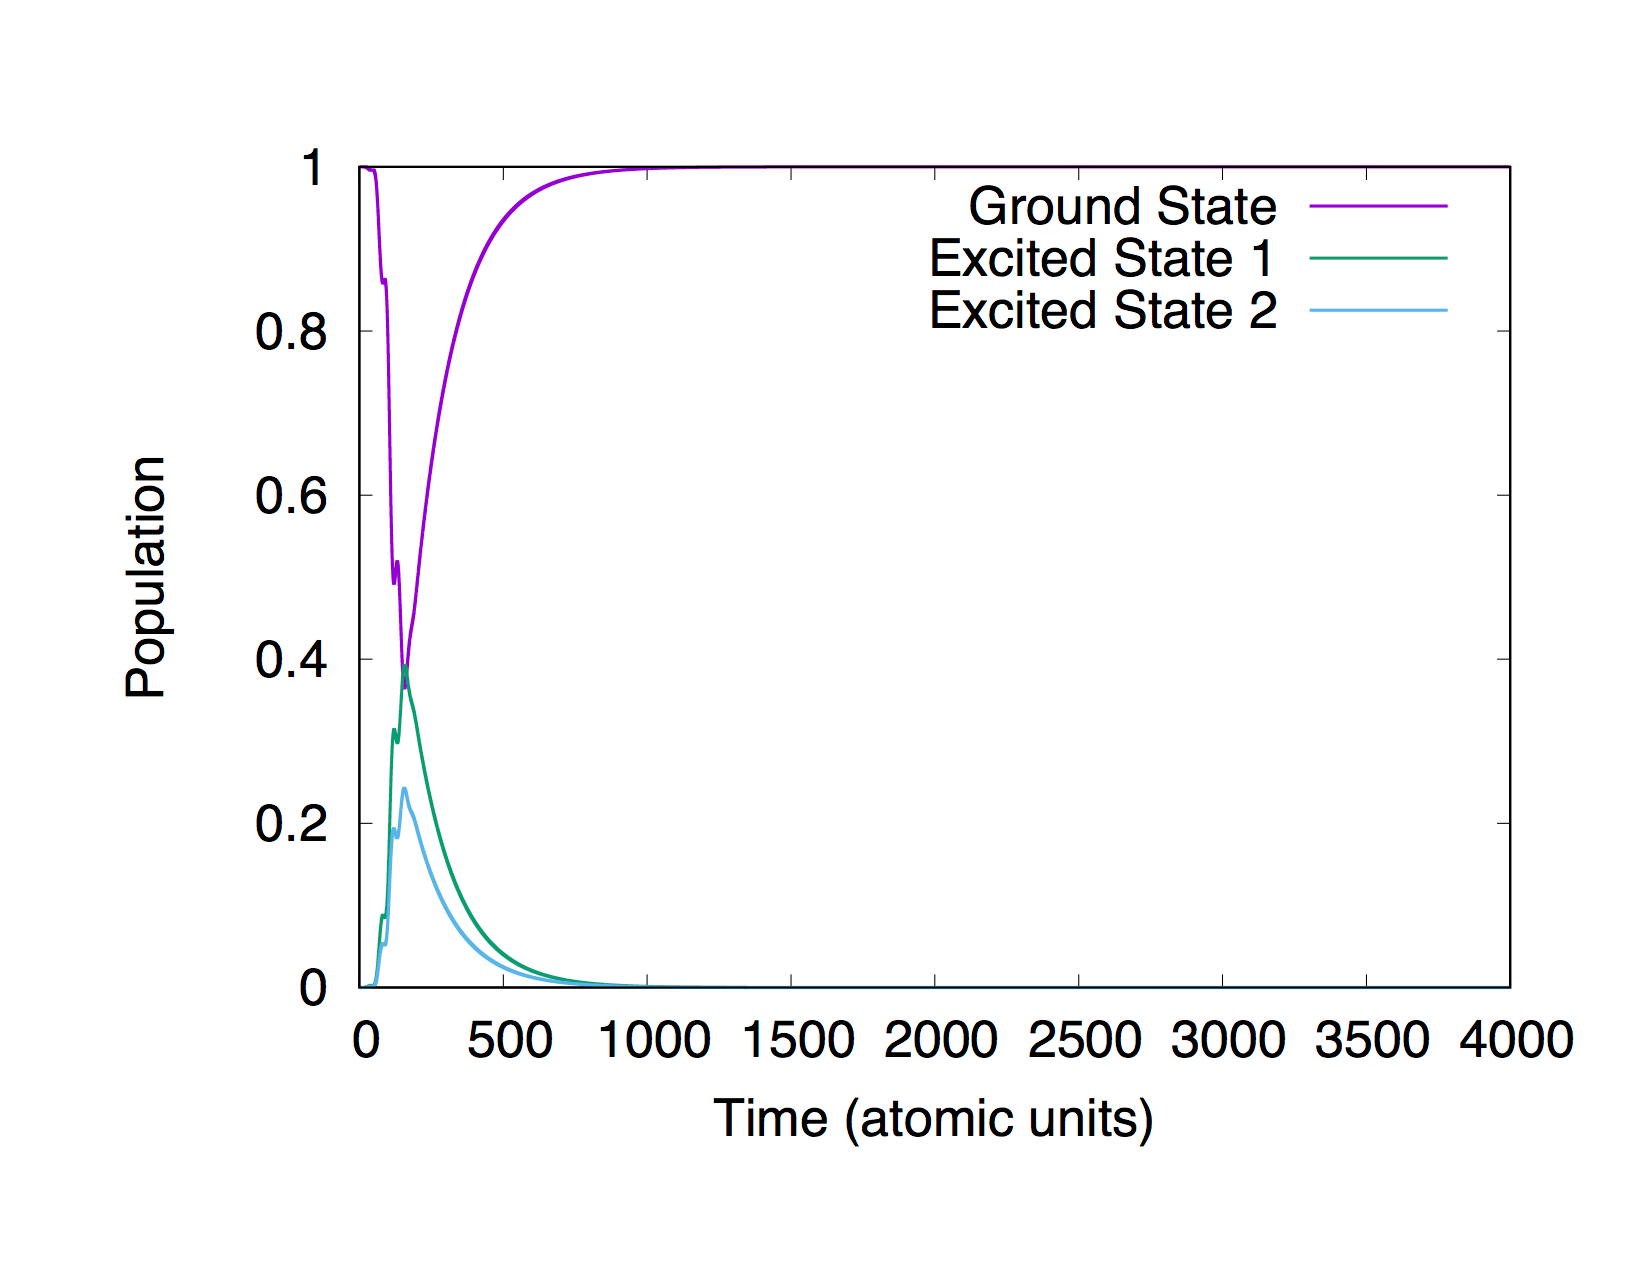 1
0.8
0.6
0.4
0.2
0
Population
Ground State
Excited State 1
Excited State 2
0 500 1000 1500 2000 2500 3000 3500 4000
Time (atomic units)